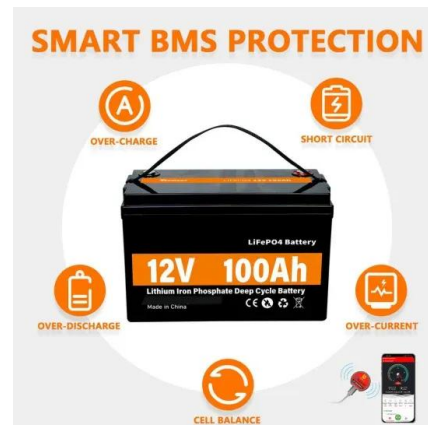 SMART BMS PROTECTION
OVER-CHARGE
SHORT CIRCUIT
LiFePO4 Battery
12V 100Ah
Lithium Iron Phosphate Deep Cycle Battery
Made in China
OVER-DISCHARGE
OVER-CURRENT
CELL BALANCE